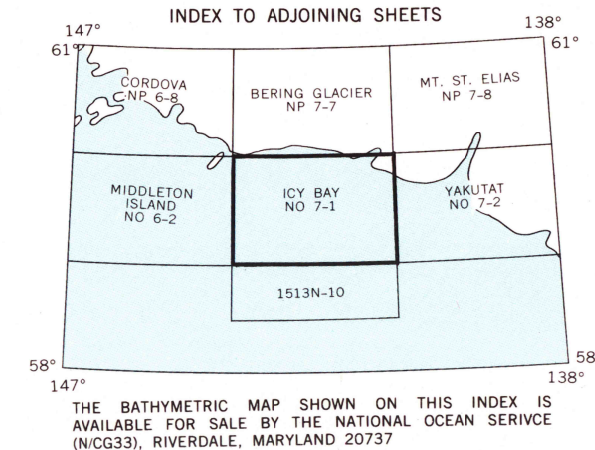 INDEX TO ADJOINING SHEETS
147°
138°
61°
61°
CORDOVA
NP 6-8
BERING GLACIER
NP 7-7
MT. ST. ELIAS
NP 7-8
MIDDLETON
ISLAND
NO 6-2
ICY BAY
NO 7-1
YAKUTAT
NO 7-2
1513N-10
58°
58
147°
138°
THE BATHYMETRIC MAP SHOWN ON THIS INDEX IS
AVAILABLE FOR SALE BY THE NATIONAL OCEAN SERIVCE
(N/CG33), RIVERDALE, MARYLAND 20737